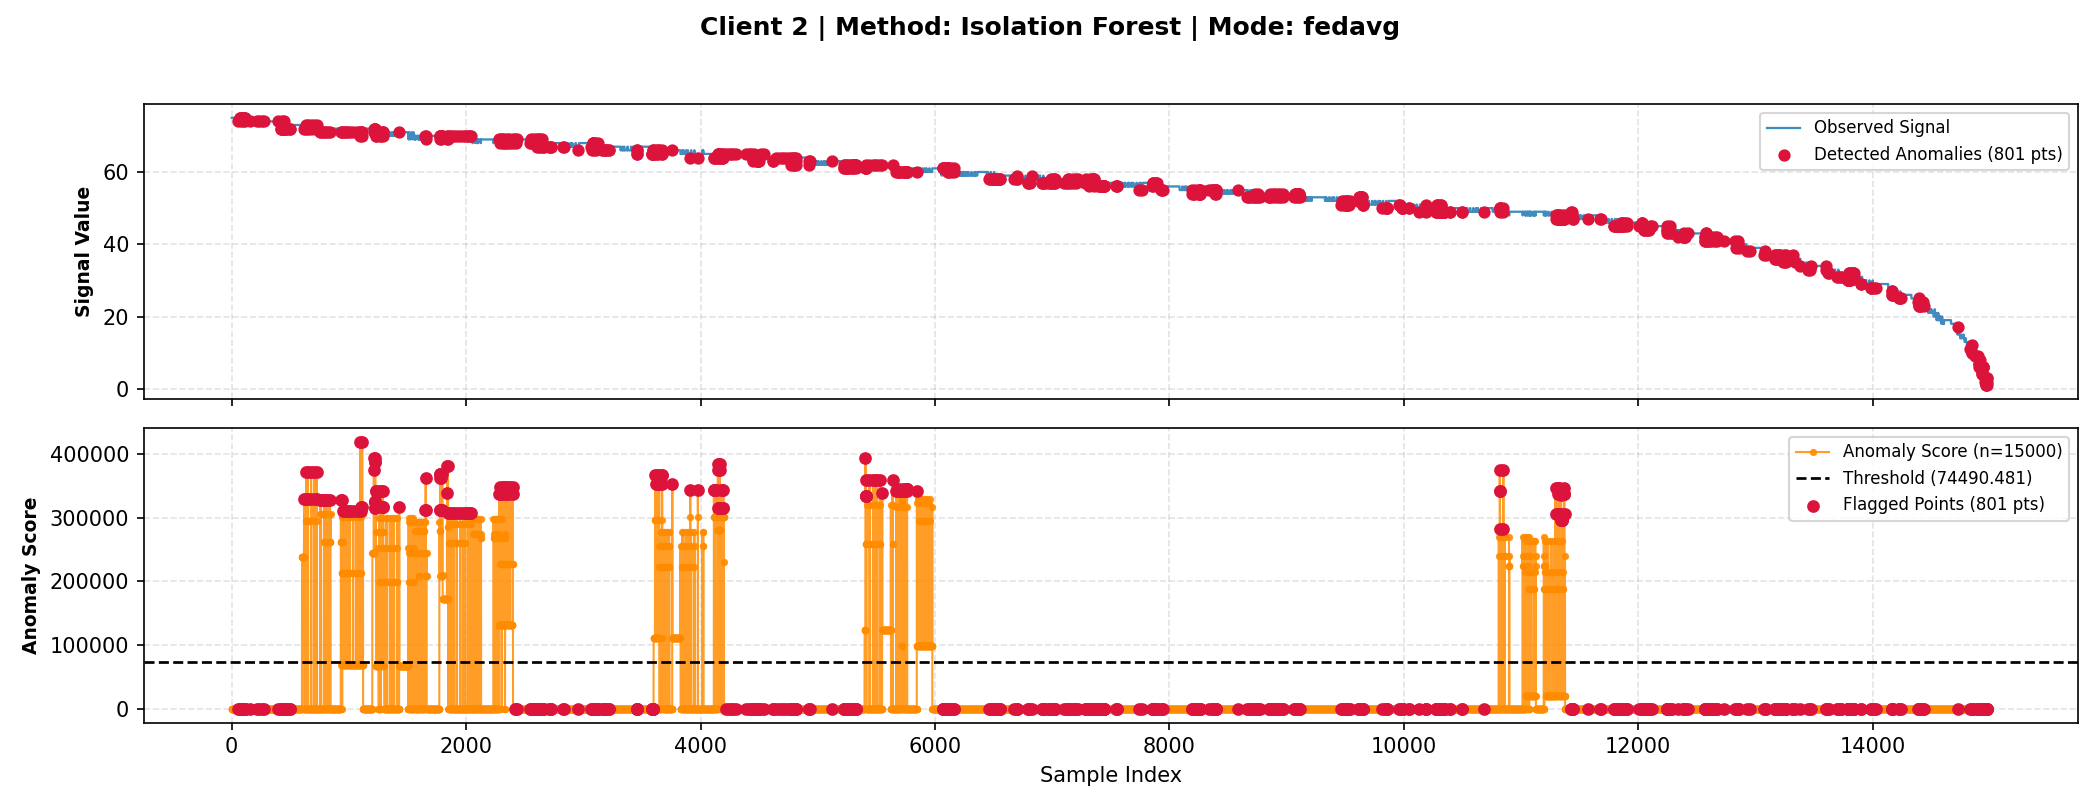 Client 2 | Method: Isolation Forest | Mode: fedavg
Signal Value
60
40
20
0
Observed Signal
Detected Anomalies (801 pts)
Anomaly Score
400000
300000
200000
100000
0
Anomaly Score (n=15000)
Threshold (74490.481)
Flagged Points (801 pts)
0 2000 4000 6000 8000 10000 12000 14000
Sample Index